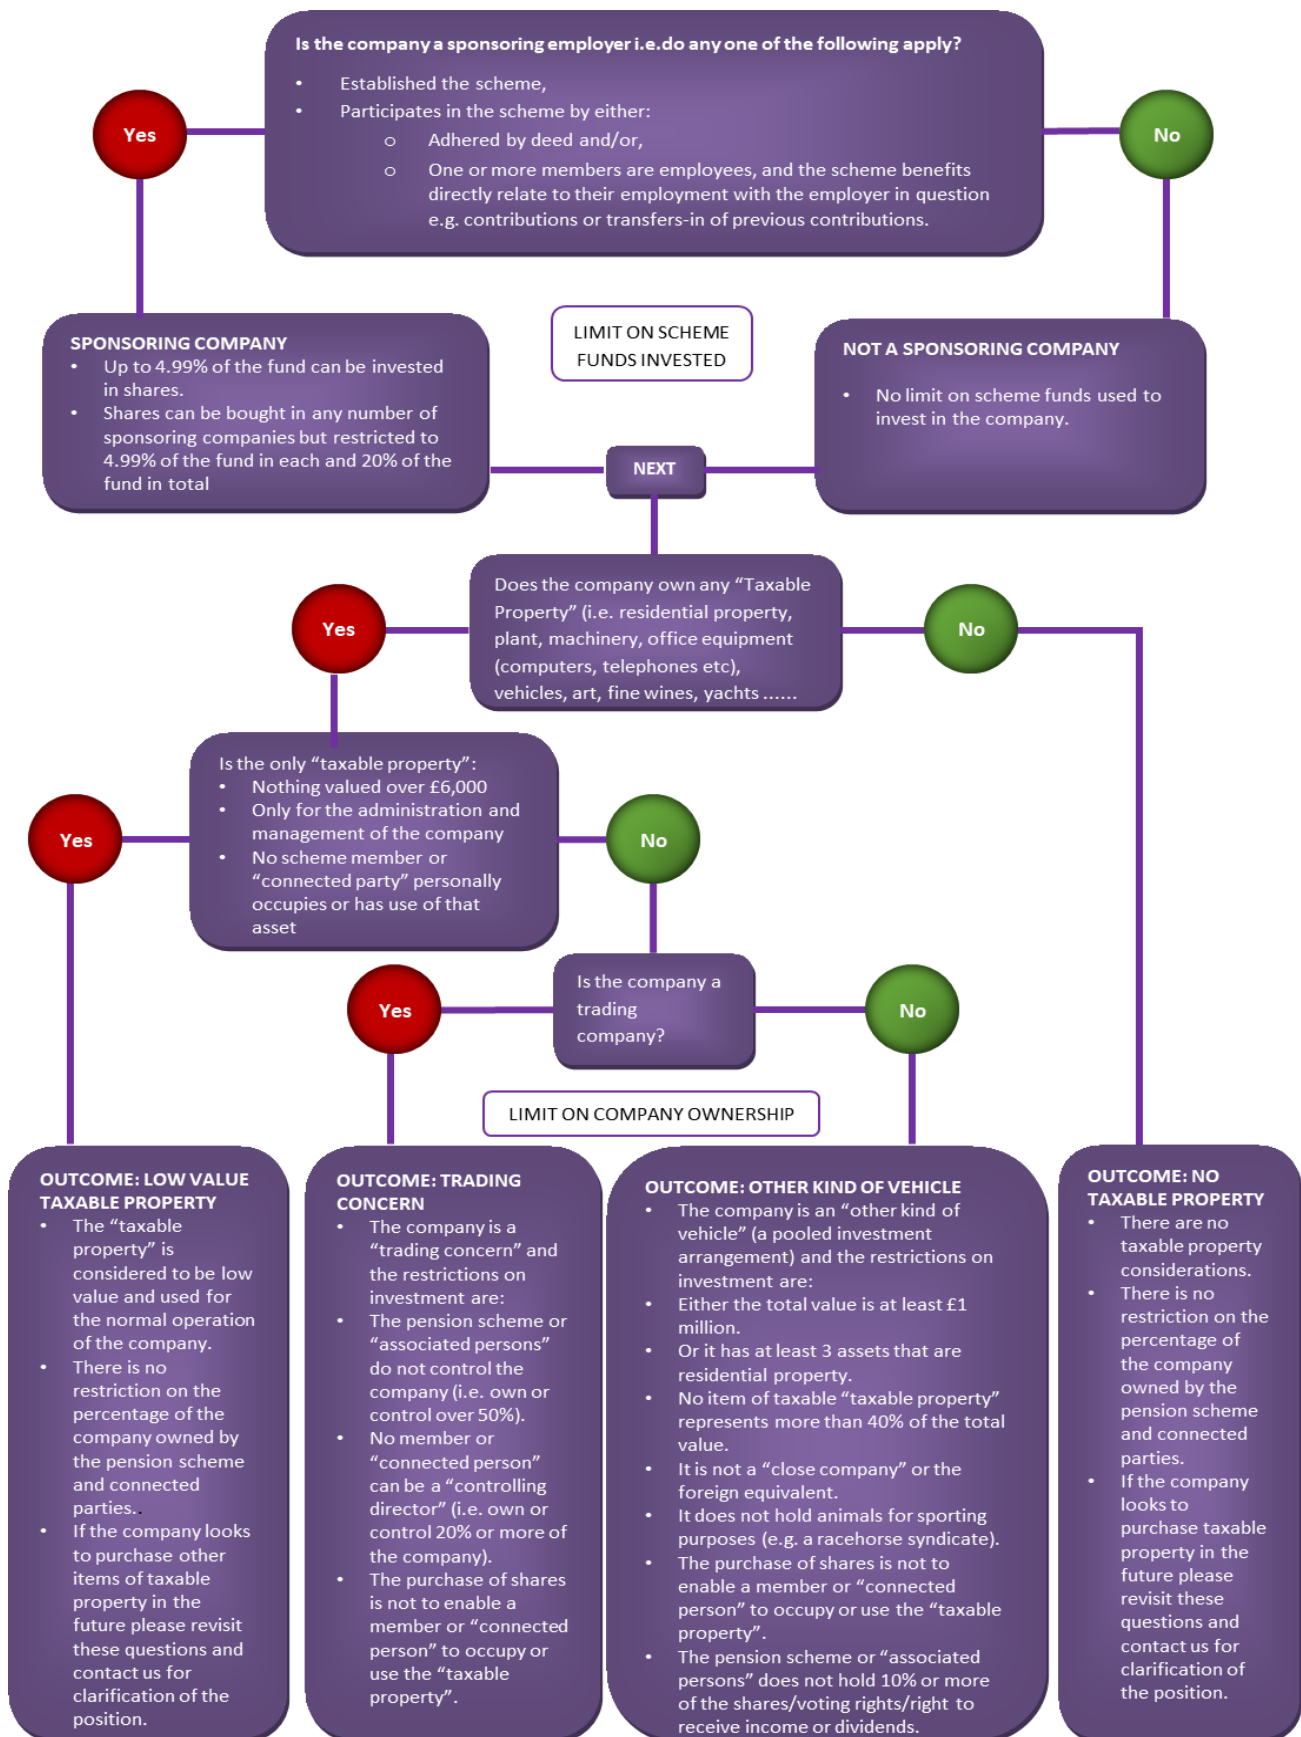 Is the company a sponsoring employer i.e.do any one of the following apply?
• Established the scheme,
• Participates in the scheme by either:
o Adhered by deed and/or,
o One or more members are employees, and the scheme benefits
directly relate to their employment with the employer in question
e.g. contributions or transfers-in of previous contributions.
Yes
No
SPONSORING COMPANY
• Up to 4.99% of the fund can be invested
in shares.
• Shares can be bought in any number of
sponsoring companies but restricted to
4.99% of the fund in each and 20% of the
fund in total
LIMIT ON SCHEME
FUNDS INVESTED
NOT A SPONSORING COMPANY
• No limit on scheme funds used to
invest in the company.
NEXT
Does the company own any “Taxable
Property” (i.e. residential property,
plant, machinery, office equipment
(computers, telephones etc),
vehicles, art, fine wines, yachts ......
Yes
No
Is the only “taxable property”:
• Nothing valued over £6,000
• Only for the administration and
management of the company
• No scheme member or
“connected party” personally
occupies or has use of that
asset
Yes
No
Is the company a
trading
company?
Yes
No
LIMIT ON COMPANY OWNERSHIP
OUTCOME: LOW VALUE
TAXABLE PROPERTY
• The “taxable
property” is
considered to be low
value and used for
the normal operation
of the company.
• There is no
restriction on the
percentage of the
company owned by
the pension scheme
and connected
parties..
• If the company looks
to purchase other
items of taxable
property in the
future please revisit
these questions and
contact us for
clarification of the
position.
OUTCOME: TRADING
CONCERN
• The company is a
“trading concern” and
the restrictions on
investment are:
• The pension scheme or
“associated persons”
do not control the
company (i.e. own or
control over 50%).
• No member or
“connected person”
can be a “controlling
director” (i.e. own or
control 20% or more of
the company).
• The purchase of shares
is not to enable a
member or “connected
person” to occupy or
use the “taxable
property”.
OUTCOME: OTHER KIND OF VEHICLE
• The company is an “other kind of
vehicle” (a pooled investment
arrangement) and the restrictions on
investment are:
• Either the total value is at least £1
million.
• Or it has at least 3 assets that are
residential property.
• No item of taxable “taxable property”
represents more than 40% of the total
value.
• It is not a “close company” or the
foreign equivalent.
• It does not hold animals for sporting
purposes (e.g. a racehorse syndicate).
• The purchase of shares is not to
enable a member or “connected
person” to occupy or use the “taxable
property”.
• The pension scheme or “associated
persons” does not hold 10% or more
of the shares/voting rights/right to
receive income or dividends.
OUTCOME: NO
TAXABLE PROPERTY
• There are no
taxable property
considerations.
• There is no
restriction on the
percentage of
the company
owned by the
pension scheme
and connected
parties.
• If the company
looks to
purchase taxable
property in the
future please
revisit these
questions and
contact us for
clarification of
the position.